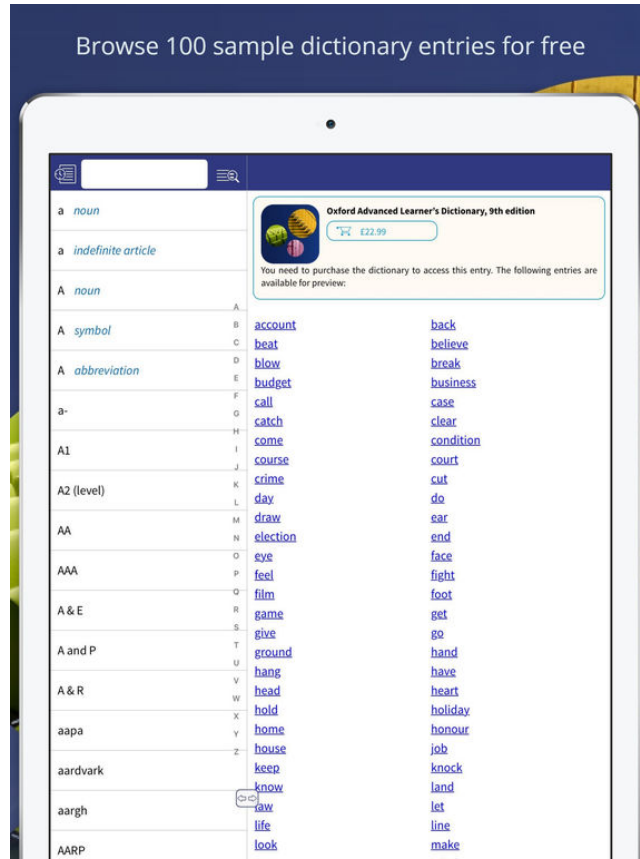 Browse 100 sample dictionary entries for free
a noun
a indefinite article
A noun
A symbol
A abbreviation
a-
A1
A2 (level)
AA
AAA
A & E
A and P
A & R
aapa
aardvark
aargh
AARP
A
B
C
D
E
F
G
H
I
J
K
L
M
N
O
P
Q
R
S
T
U
V
W
X
Y
Z
Oxford Advanced Learner's Dictionary, 9th edition
£22.99
You need to purchase the dictionary to access this entry. The following entries are
available for preview:
account back
beat believe
blow break
budget business
call case
catch clear
come condition
course court
crime cut
day do
draw ear
election end
eye face
feel fight
film foot
game get
give go
ground hand
hang have
head heart
hold holiday
home honour
house job
keep knock
know land
law let
life line
look make